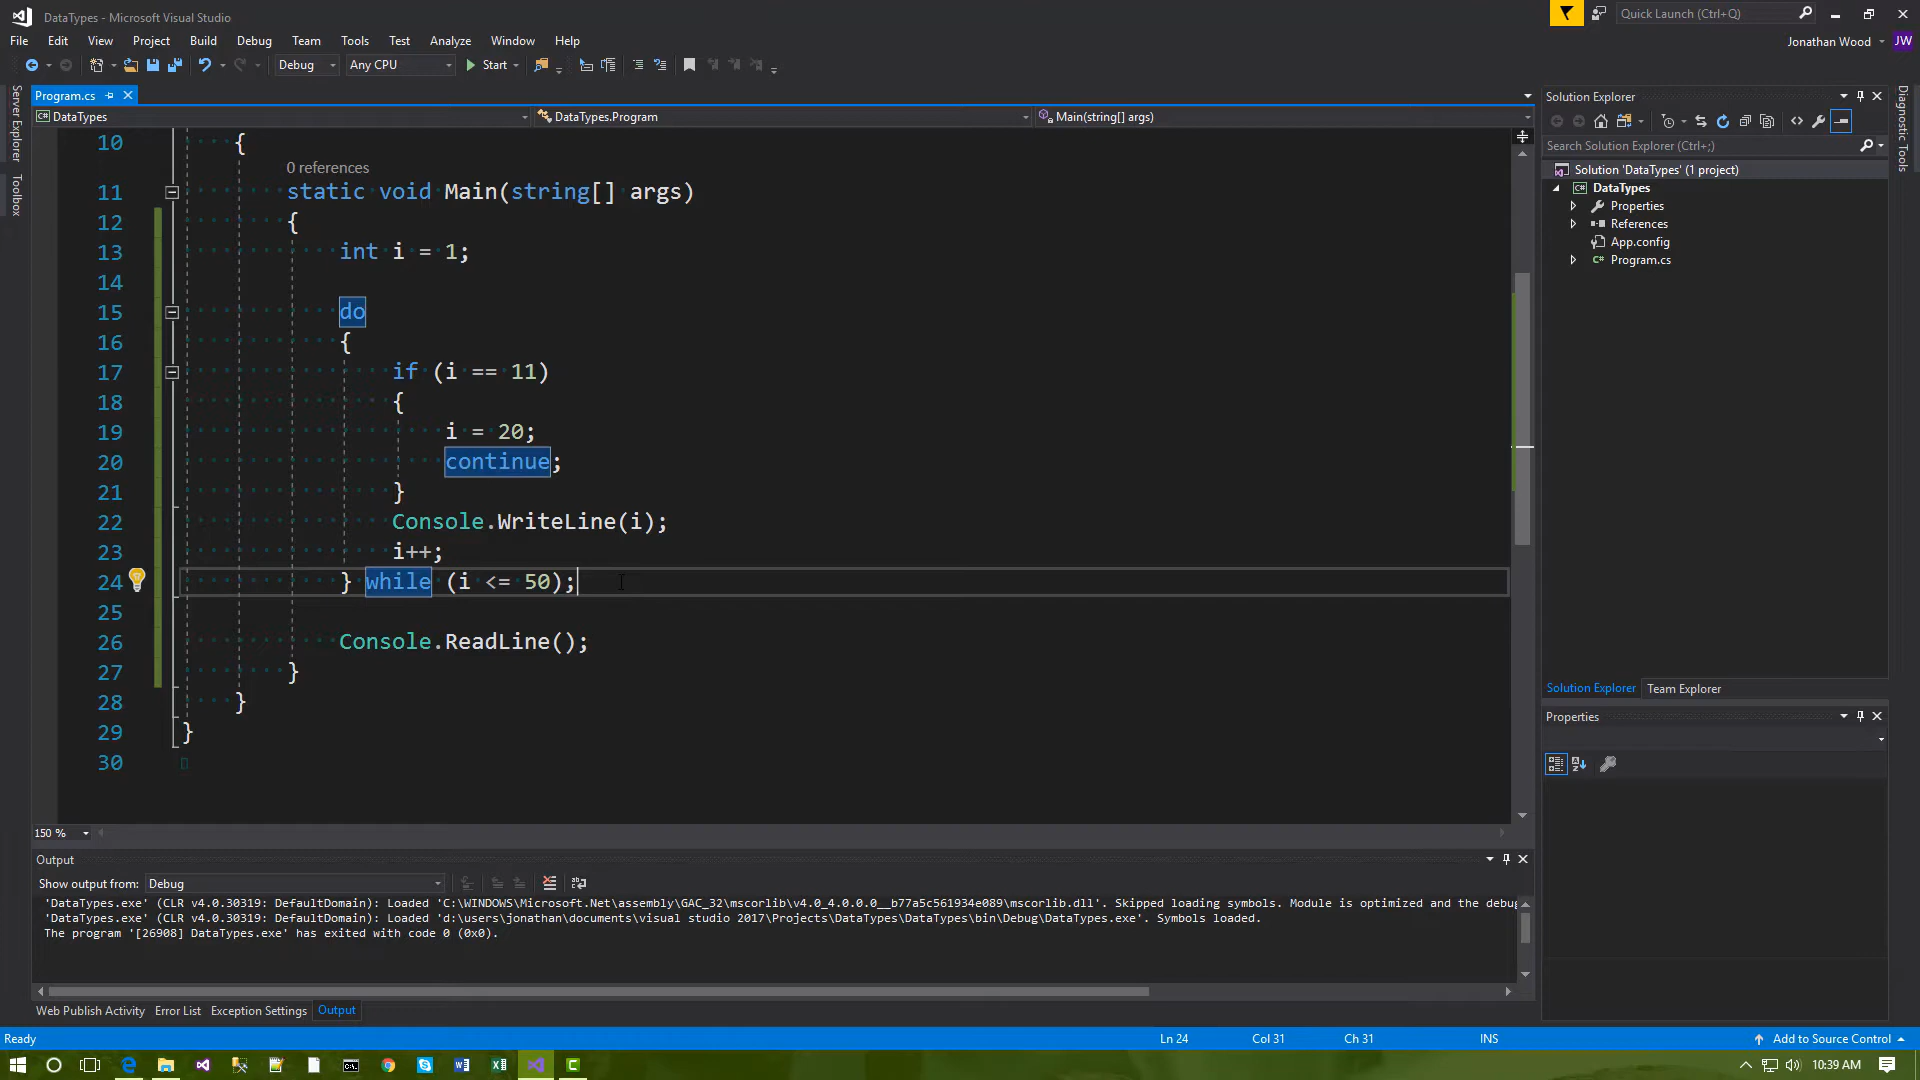 DataTypes - Microsoft Visual Studio
Quick Launch (Ctrl+Q)
File Edit View Project Build Debug Team Tools Test Analyze Window Help
Jonathan Wood JW
Debug Any CPU Start
Server Explorer
Toolbox
Program.cs
DataTypes DataTypes.Program Main(string[] args)
10 {
0 references
11 static void Main(string[] args)
12 {
13 int i = 1;
14
15 do
16 {
17 if (i == 11)
18 {
19 i = 20;
20 continue;
21 }
22 Console.WriteLine(i);
23 i++;
24 } while (i <= 50);
25
26 Console.ReadLine();
27 }
28 }
29 }
30
150 %
Solution Explorer
Search Solution Explorer (Ctrl+;)
Solution 'DataTypes' (1 project)
DataTypes
Properties
References
App.config
Program.cs
Solution Explorer Team Explorer
Properties
Diagnostic Tools
Output
Show output from: Debug
'DataTypes.exe' (CLR v4.0.30319: DefaultDomain): Loaded 'C:\WINDOWS\Microsoft.Net\assembly\GAC_32\mscorlib\v4.0_4.0.0.0__b77a5c561934e089\mscorlib.dll'. Skipped loading symbols. Module is optimized and the debug
'DataTypes.exe' (CLR v4.0.30319: DefaultDomain): Loaded 'd:\users\jonathan\documents\visual studio 2017\Projects\DataTypes\DataTypes\bin\Debug\DataTypes.exe'. Symbols loaded.
The program '[26908] DataTypes.exe' has exited with code 0 (0x0).
Web Publish Activity Error List Exception Settings Output
Ready Ln 24 Col 31 Ch 31 INS Add to Source Control
10:39 AM